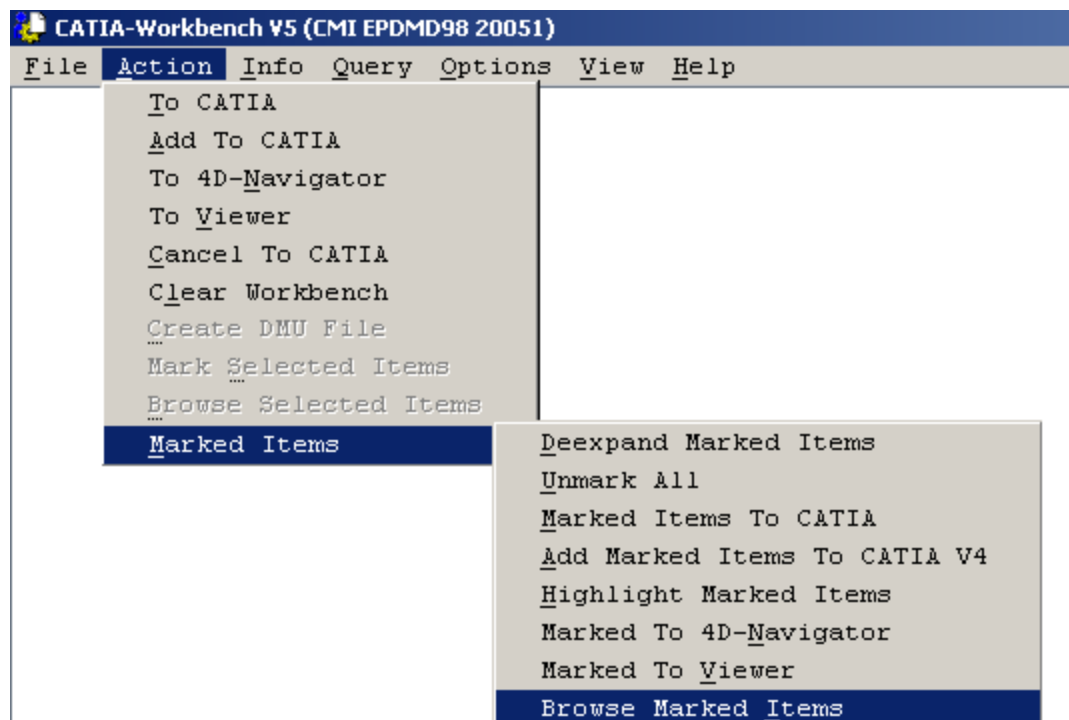 CATIA-Workbench V5 (CMI EPDMD98 20051)
File Action Info Query Options View Help
To CATIA
Add To CATIA
To 4D-Navigator
To Viewer
Cancel To CATIA
Clear Workbench
Create DMU File
Mark Selected Items
Browse Selected Items
Marked Items
Deexpand Marked Items
Unmark All
Marked Items To CATIA
Add Marked Items To CATIA V4
Highlight Marked Items
Marked To 4D-Navigator
Marked To Viewer
Browse Marked Items